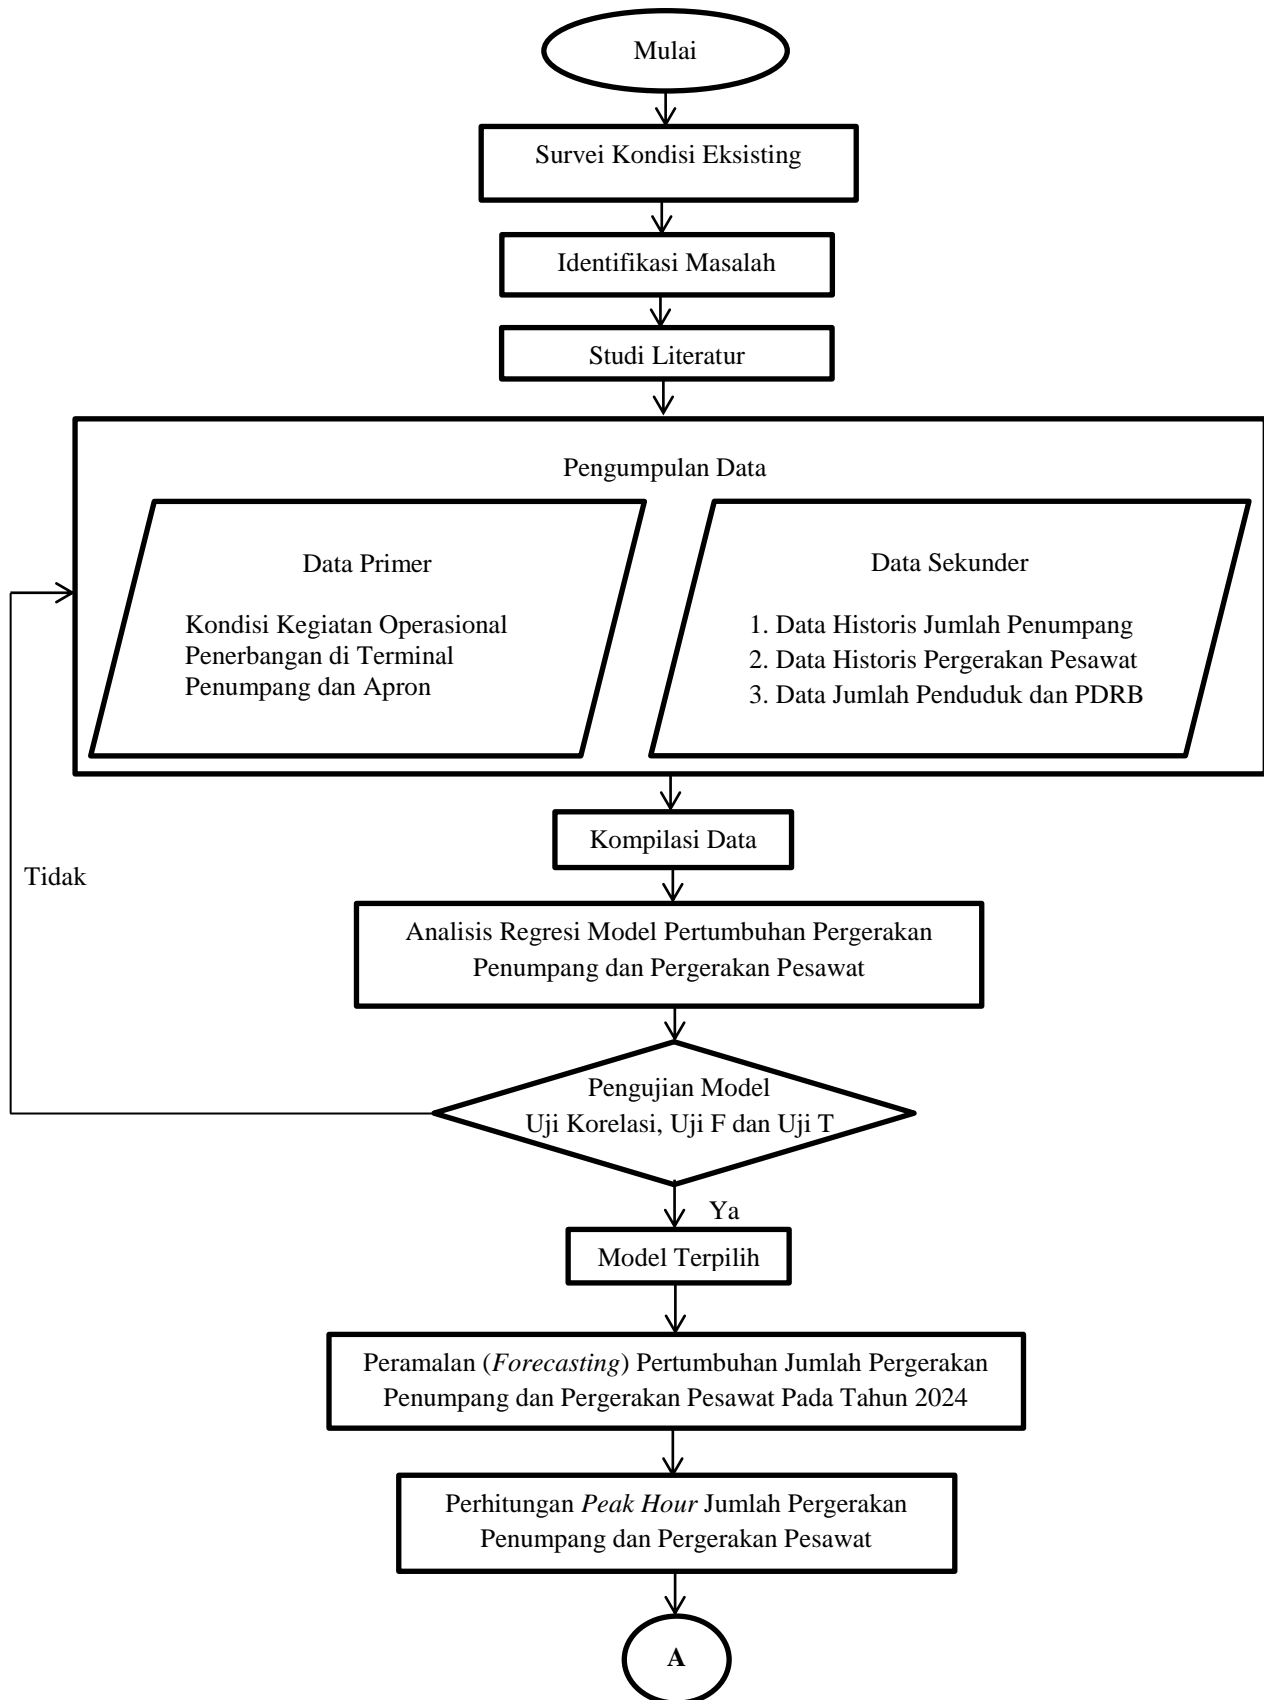 Mulai
Survei Kondisi Eksisting
Identifikasi Masalah
Studi Literatur
Pengumpulan Data
Data Primer
Kondisi Kegiatan Operasional
Penerbangan di Terminal
Penumpang dan Apron
Data Sekunder
1. Data Historis Jumlah Penumpang
2. Data Historis Pergerakan Pesawat
3. Data Jumlah Penduduk dan PDRB
Kompilasi Data
Tidak
Analisis Regresi Model Pertumbuhan Pergerakan
Penumpang dan Pergerakan Pesawat
Pengujian Model
Uji Korelasi, Uji F dan Uji T
Ya
Model Terpilih
Peramalan (Forecasting) Pertumbuhan Jumlah Pergerakan
Penumpang dan Pergerakan Pesawat Pada Tahun 2024
Perhitungan Peak Hour Jumlah Pergerakan
Penumpang dan Pergerakan Pesawat
A